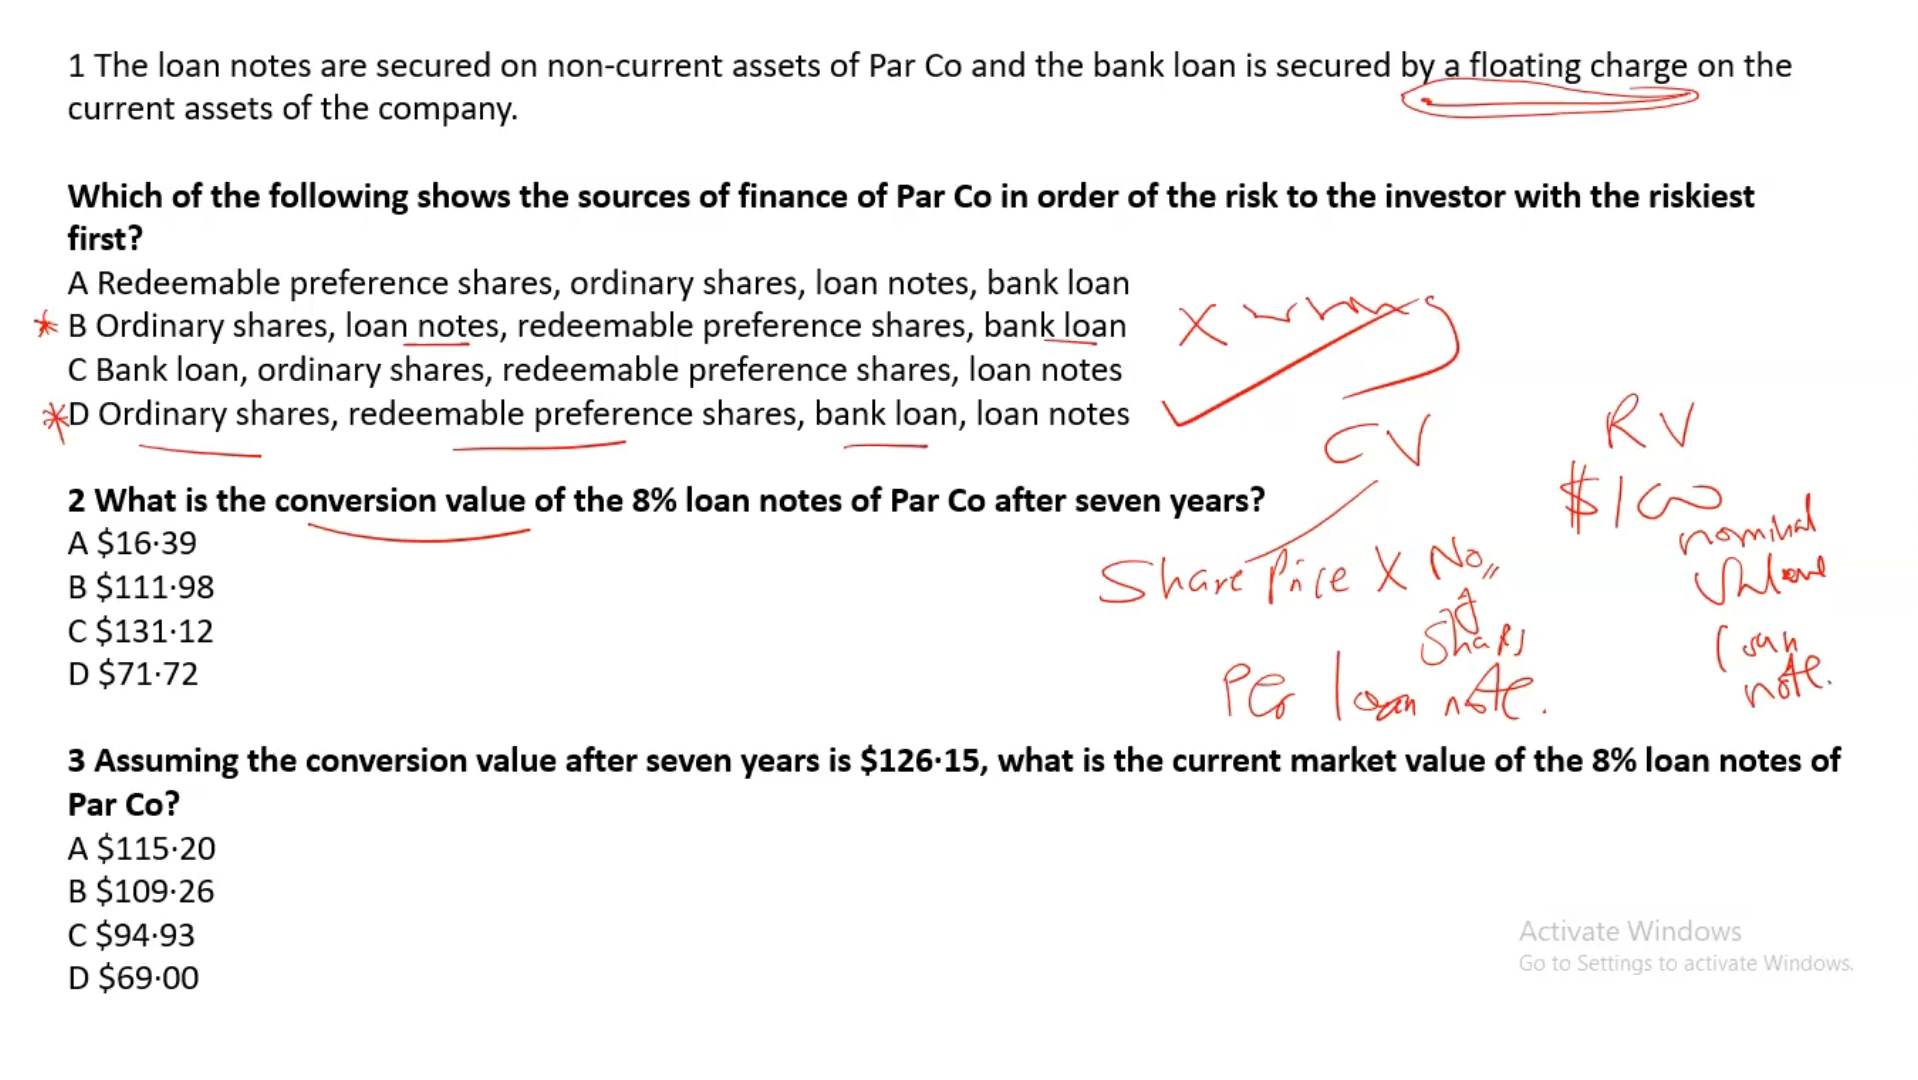 1 The loan notes are secured on non-current assets of Par Co and the bank loan is secured by a floating charge on the
current assets of the company.
Which of the following shows the sources of finance of Par Co in order of the risk to the investor with the riskiest
first?
A Redeemable preference shares, ordinary shares, loan notes, bank loan
* B Ordinary shares, loan notes, redeemable preference shares, bank loan
X
C Bank loan, ordinary shares, redeemable preference shares, loan notes
* D Ordinary shares, redeemable preference shares, bank loan, loan notes
CV
RV
$100
nominal
value
loan
note.
2 What is the conversion value of the 8% loan notes of Par Co after seven years?
A $16·39
B $111·98
C $131·12
D $71·72
Share Price X No,,
of
Shares
Per loan note.
3 Assuming the conversion value after seven years is $126·15, what is the current market value of the 8% loan notes of
Par Co?
A $115·20
B $109·26
C $94·93
D $69·00
Activate Windows
Go to Settings to activate Windows.